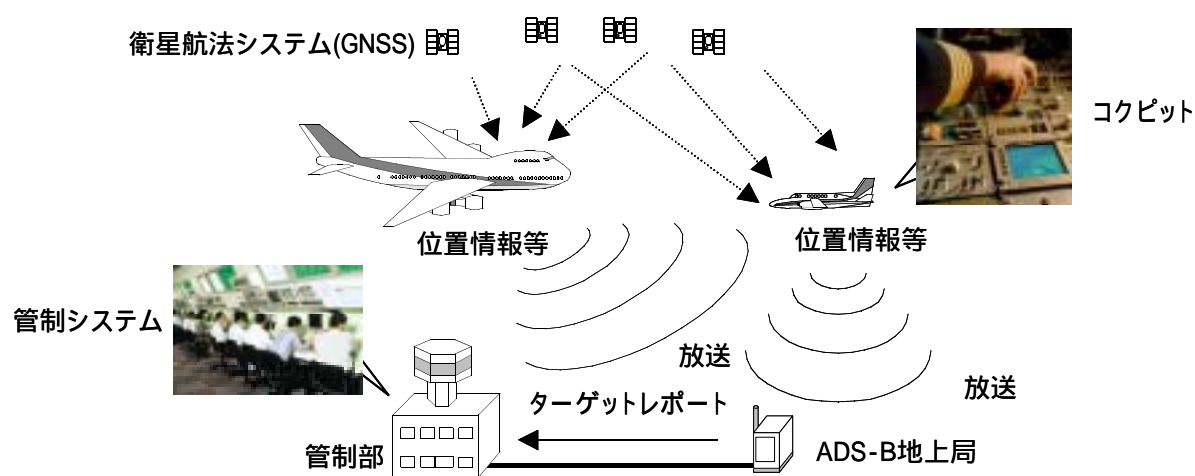 衛星航法システム(GNSS)
コクピット
位置情報等
位置情報等
管制システム
放送
放送
ターゲットレポート
管制部
ADS-B地上局